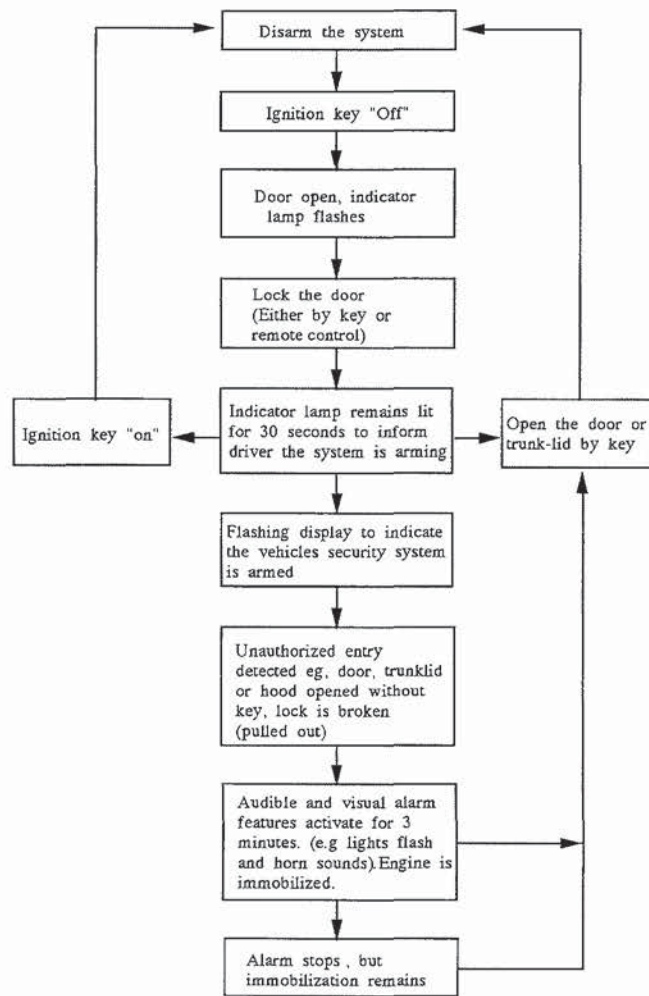 Disarm the system
Ignition key "Off"
Door open, indicator
lamp flashes
Lock the door
(Either by key or
remote control)
Ignition key "on"
Indicator lamp remains lit
for 30 seconds to inform
driver the system is arming
Open the door or
trunk-lid by key
Flashing display to indicate
the vehicles security system
is armed
Unauthorized entry
detected eg, door, trunklid
or hood opened without
key, lock is broken
(pulled out)
Audible and visual alarm
features activate for 3
minutes. (e.g lights flash
and horn sounds).Engine is
immobilized.
Alarm stops , but
immobilization remains